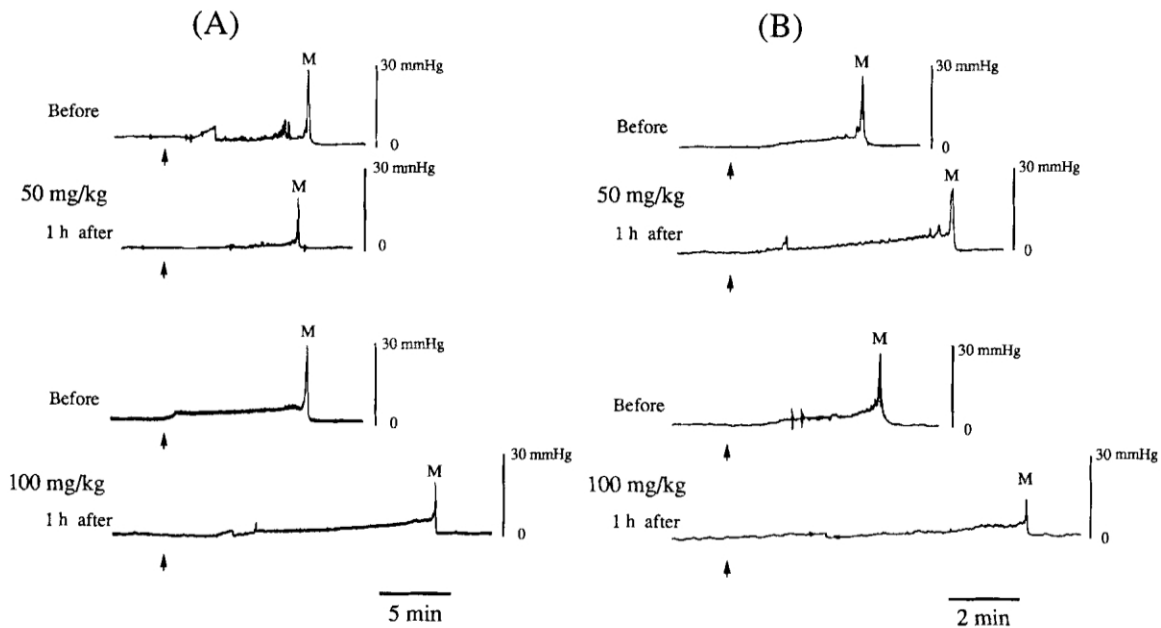 (A)
M
30 mmHg
Before
0
30 mmHg
M
50 mg/kg
1 h after
0
M
30 mmHg
Before
0
30 mmHg
M
100 mg/kg
1 h after
0
5 min
(B)
M
30 mmHg
Before
0
30 mmHg
M
50 mg/kg
1 h after
0
M
30 mmHg
Before
0
30 mmHg
M
100 mg/kg
1 h after
0
2 min